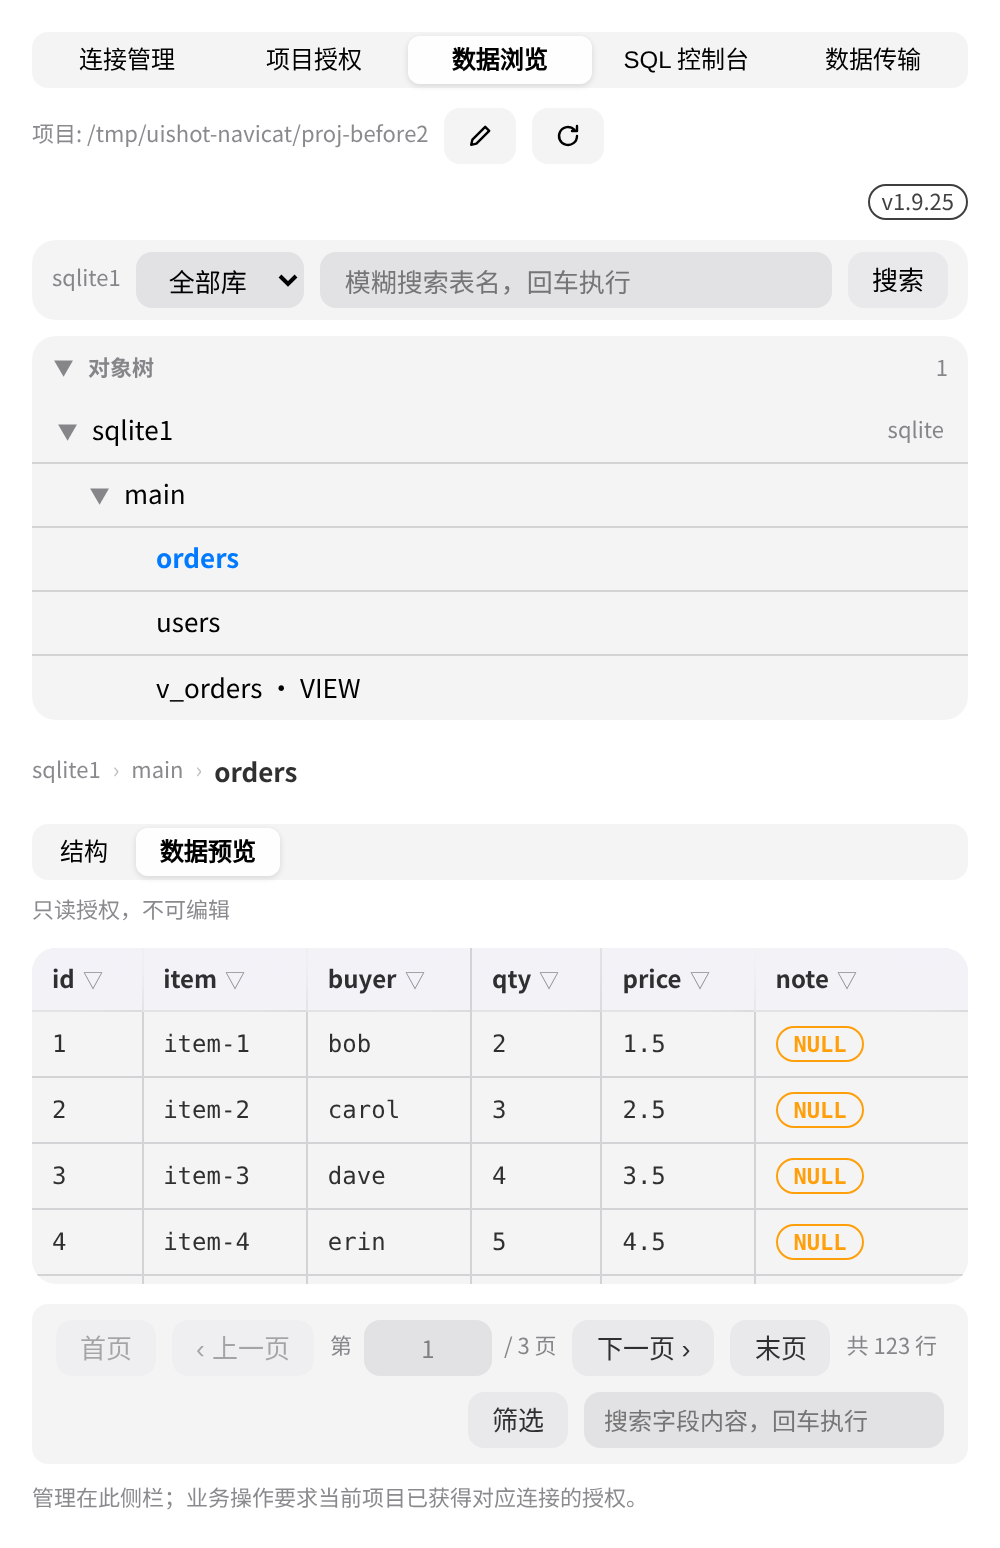 连接管理 项目授权 数据浏览 SQL 控制台 数据传输
项目: /tmp/uishot-navicat/proj-before2
v1.9.25
sqlite1 全部库 模糊搜索表名，回车执行 搜索
▼ 对象树 1
▼ sqlite1 sqlite
▼ main
orders
users
v_orders · VIEW
sqlite1 › main › orders
结构 数据预览
只读授权，不可编辑
id ▽ item ▽ buyer ▽ qty ▽ price ▽ note ▽
1 item-1 bob 2 1.5 NULL
2 item-2 carol 3 2.5 NULL
3 item-3 dave 4 3.5 NULL
4 item-4 erin 5 4.5 NULL
首页 ‹ 上一页 第 1 / 3 页 下一页 › 末页 共 123 行
筛选 搜索字段内容，回车执行
管理在此侧栏；业务操作要求当前项目已获得对应连接的授权。